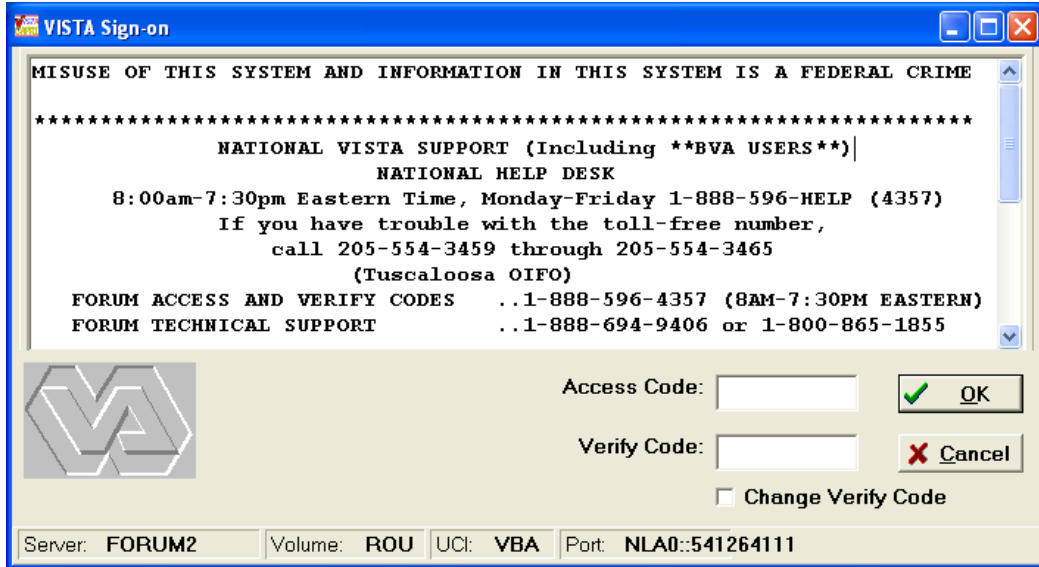 VISTA Sign-on
MISUSE OF THIS SYSTEM AND INFORMATION IN THIS SYSTEM IS A FEDERAL CRIME
************************************************************************
NATIONAL VISTA SUPPORT (Including **BVA USERS**)
NATIONAL HELP DESK
8:00am-7:30pm Eastern Time, Monday-Friday 1-888-596-HELP (4357)
If you have trouble with the toll-free number,
call 205-554-3459 through 205-554-3465
(Tuscaloosa OIFO)
FORUM ACCESS AND VERIFY CODES ..1-888-596-4357 (8AM-7:30PM EASTERN)
FORUM TECHNICAL SUPPORT ..1-888-694-9406 or 1-800-865-1855
Access Code:
OK
Verify Code:
Cancel
Change Verify Code
Server: FORUM2 Volume: ROU UCI: VBA Port: NLA0::541264111